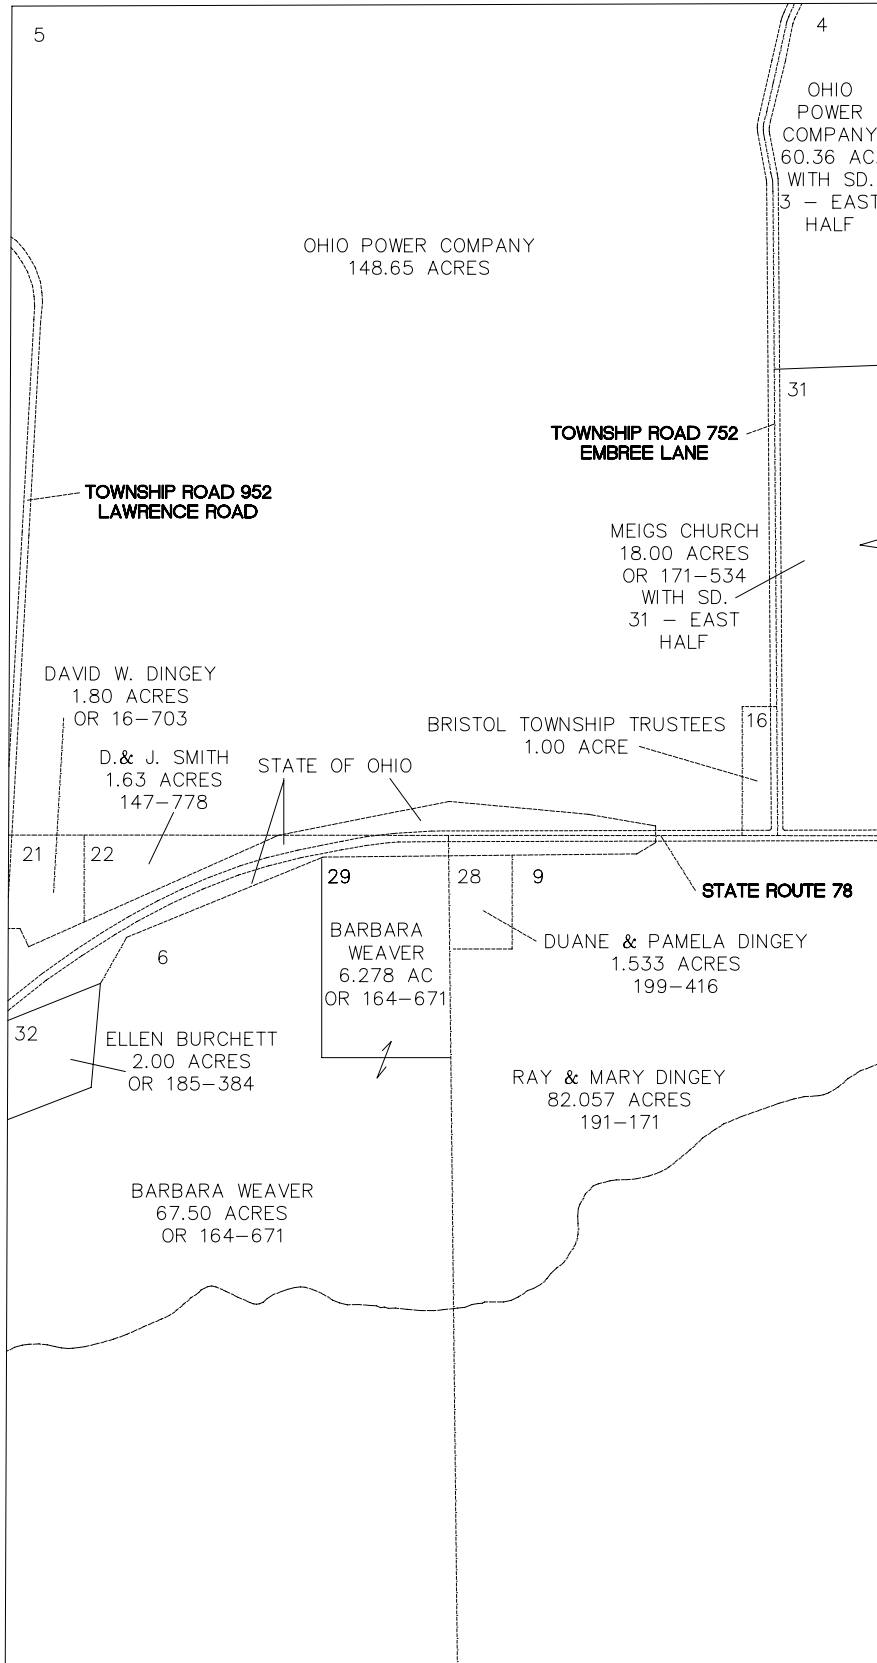 5
4
OHIO
POWER
COMPANY
60.36 AC.
WITH SD.
3 – EAST
HALF
OHIO POWER COMPANY
148.65 ACRES
31
TOWNSHIP ROAD 752
EMBREE LANE
TOWNSHIP ROAD 952
LAWRENCE ROAD
MEIGS CHURCH
18.00 ACRES
OR 171–534
WITH SD.
31 – EAST
HALF
DAVID W. DINGEY
1.80 ACRES
OR 16–703
BRISTOL TOWNSHIP TRUSTEES
1.00 ACRE
16
D.& J. SMITH
1.63 ACRES
147–778
STATE OF OHIO
21
22
29
28
9
STATE ROUTE 78
BARBARA
WEAVER
6.278 AC
OR 164–671
DUANE & PAMELA DINGEY
1.533 ACRES
199–416
6
32
ELLEN BURCHETT
2.00 ACRES
OR 185–384
RAY & MARY DINGEY
82.057 ACRES
191–171
BARBARA WEAVER
67.50 ACRES
OR 164–671